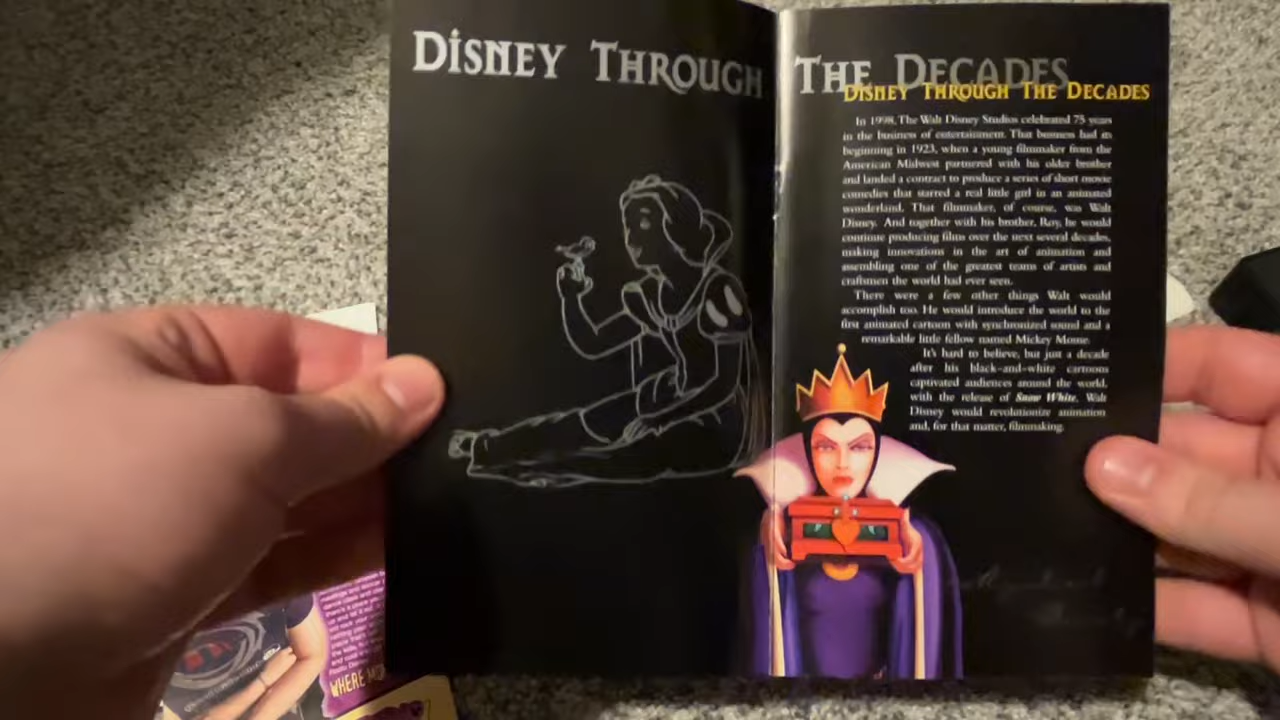 DISNEY THROUGH THE DECADES
DISNEY THROUGH THE DECADES
In 1998, The Walt Disney Studios celebrated 75 years
in the business of entertainment. That business had its
beginning in 1923, when a young filmmaker from the
American Midwest partnered with his older brother
and landed a contract to produce a series of short movie
comedies that starred a real little girl in an animated
wonderland. That filmmaker, of course, was Walt
Disney. And together with his brother, Roy, he would
continue producing films over the next several decades,
making innovations in the art of animation and
assembling one of the greatest teams of artists and
craftsmen the world had ever seen.
There were a few other things Walt would
accomplish too. He would introduce the world to the
first animated cartoon with synchronized sound and a
remarkable little fellow named Mickey Mouse.
It's hard to believe, but just a decade
after his black-and-white cartoons
captivated audiences around the world,
with the release of Snow White, Walt
Disney would revolutionize animation
and, for that matter, filmmaking.
WHERE